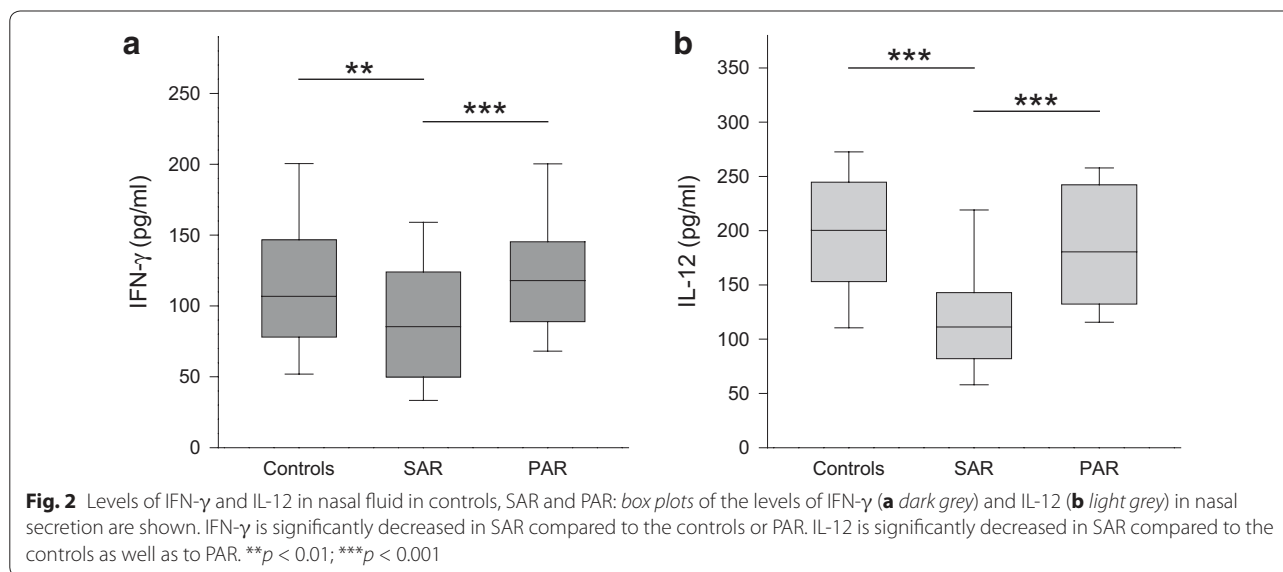 a
**
***
250
200
150
100
50
0
IFN-γ (pg/ml)
Controls SAR PAR
b
***
***
350
300
250
200
150
100
50
0
IL-12 (pg/ml)
Controls SAR PAR
Fig. 2 Levels of IFN-γ and IL-12 in nasal fluid in controls, SAR and PAR: box plots of the levels of IFN-γ (a dark grey) and IL-12 (b light grey) in nasal
secretion are shown. IFN-γ is significantly decreased in SAR compared to the controls or PAR. IL-12 is significantly decreased in SAR compared to the
controls as well as to PAR. **p < 0.01; ***p < 0.001